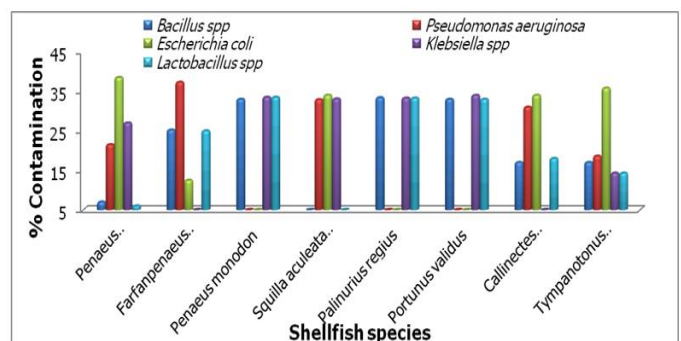 Bacillus spp
Pseudomonas aeruginosa
Escherichia coli
Klebsiella spp
Lactobacillus spp
% Contamination
45
35
25
15
5
Penaeus..
Farfanpenaeus..
Penaeus monodon
Squilla aculeata..
Palinurius regius
Portunus validus
Callinectes..
Tympanotonus..
Shellfish species